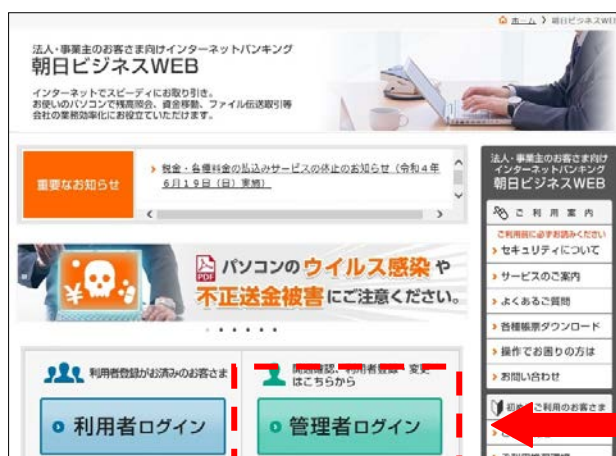 ホーム > 朝日ビジネスWEB
法人・事業主のお客さま向けインターネットバンキング
朝日ビジネスWEB
インターネットでスピーディにお取り引き。
お使いのパソコンで残高照会、資金移動、ファイル伝送取引等
会社の業務効率化にお役立ていただけます。
重要なお知らせ
税金・各種料金の払込みサービスの休止のお知らせ（令和４年
６月１９日（日）実施）
PDF
パソコンのウイルス感染や
不正送金被害にご注意ください。
利用者登録がお済みのお客さま
利用者ログイン
利用者登録・変更
はこちらから
管理者ログイン
法人・事業主のお客さま向け
インターネットバンキング
朝日ビジネスWEB
ご利用案内
ご利用前に必ずお読みください
セキュリティについて
サービスのご案内
よくあるご質問
各種帳票ダウンロード
操作でお困りの方は
お問い合わせ
ご利用のお客さま